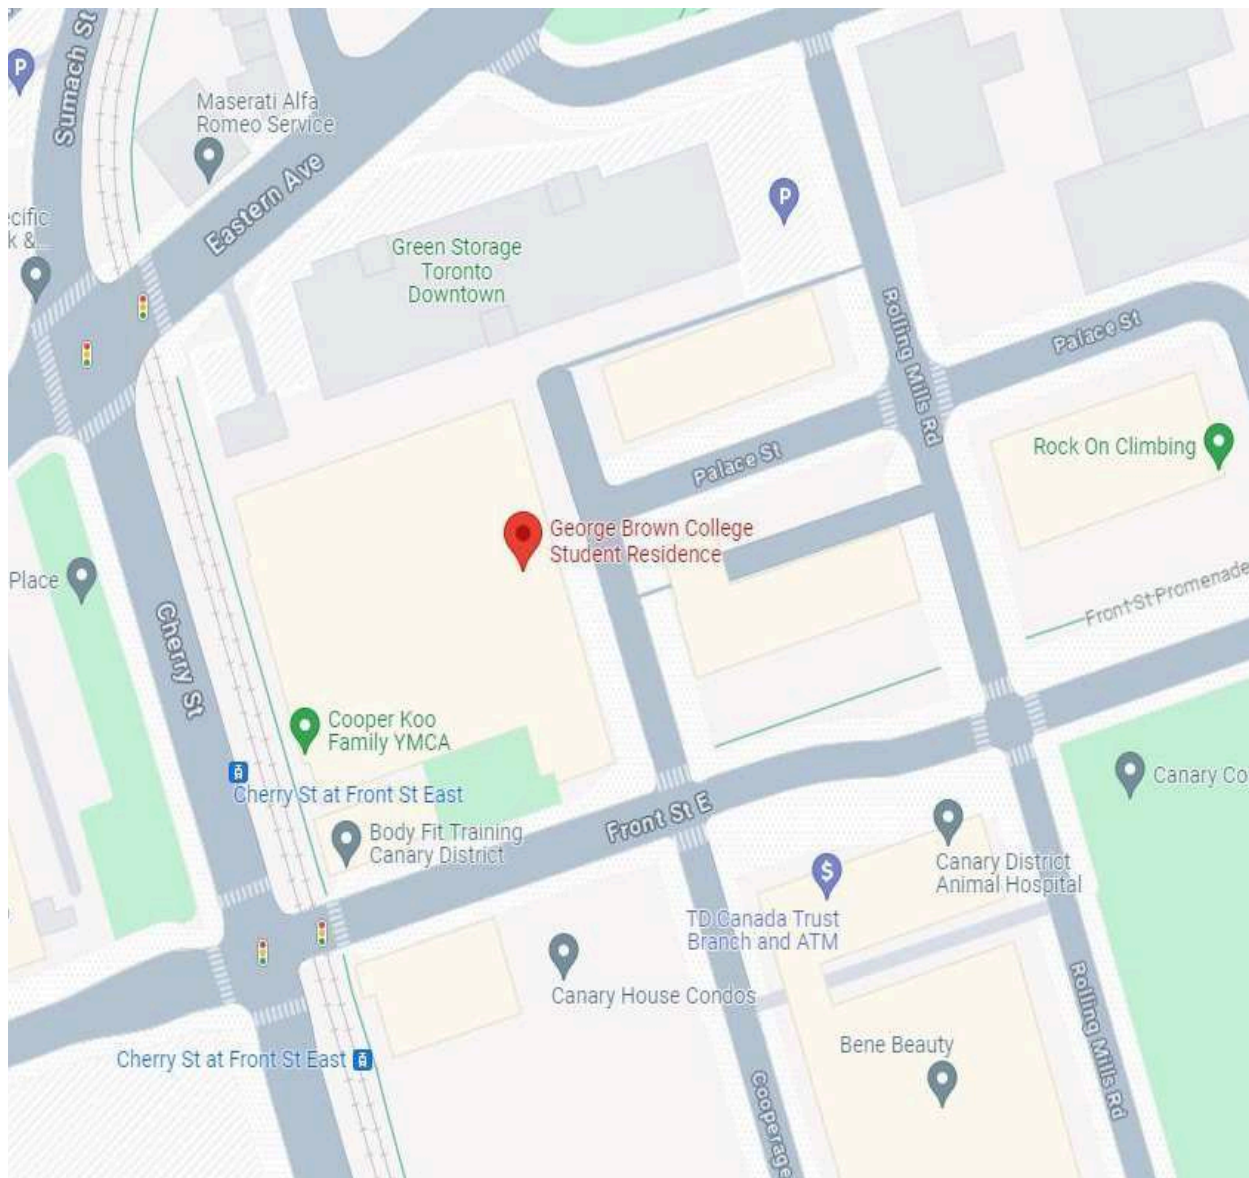 Sumach St
P
Maserati Alfa
Romeo Service
Eastern Ave
ecific
k &...
Green Storage
Toronto
Downtown
P
Rolling Mills Rd
Palace St
Palace St
Rock On Climbing
George Brown College
Student Residence
Place
Cherry St
Front St Promenade
Cooper Koo
Family YMCA
Cherry St at Front St East
Front St E
Canary Co
Body Fit Training
Canary District
$
TD Canada Trust
Branch and ATM
Canary District
Animal Hospital
Canary House Condos
Cherry St at Front St East
Bene Beauty
Cooperage
Rolling Mills Rd